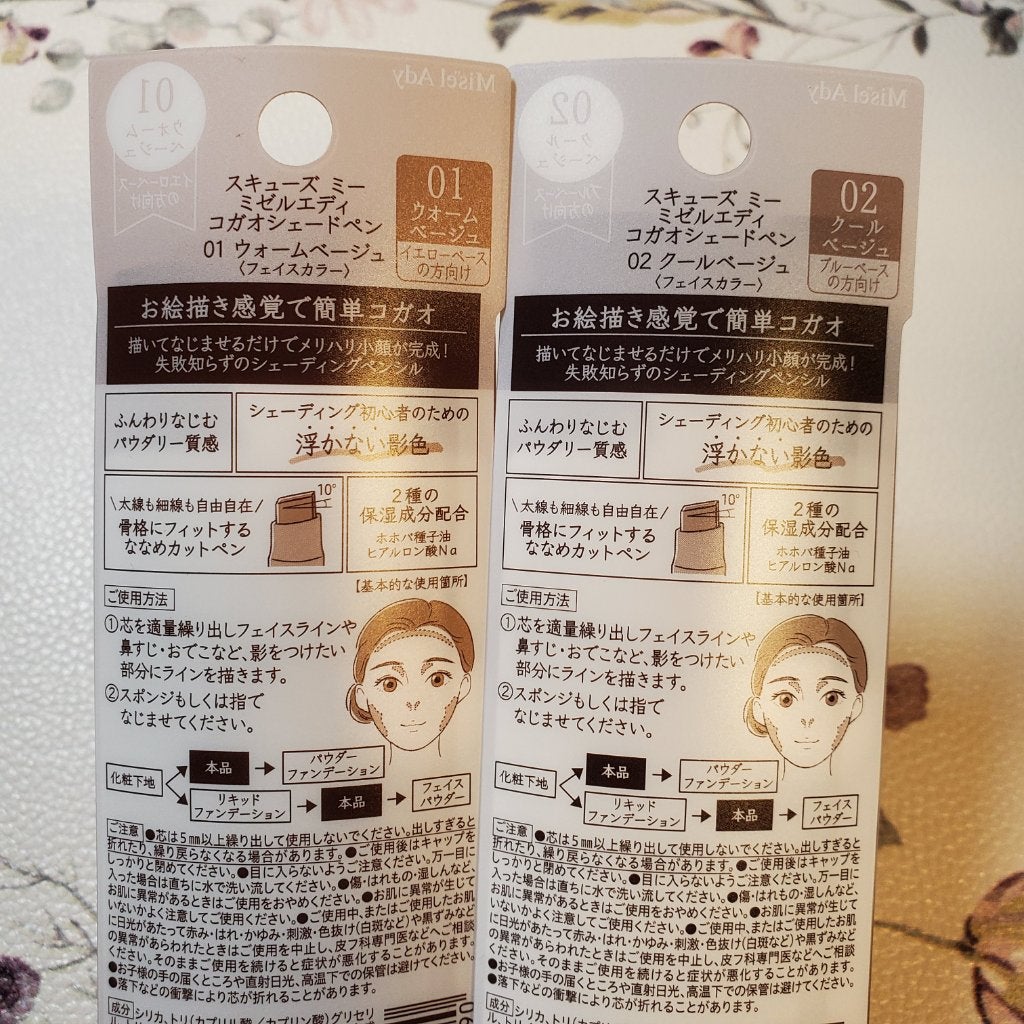 Misel Ady
01
ウォーム
ベージュ
イエローベース
の方向け
スキューズ ミー
ミゼルエディ
コガオシェードペン
01 ウォームベージュ
〈フェイスカラー〉
01
ウォーム
ベージュ
イエローベース
の方向け
お絵描き感覚で簡単コガオ
描いてなじませるだけでメリハリ小顔が完成!
失敗知らずのシェーディングペンシル
ふんわりなじむ
パウダリー質感
シェーディング初心者のための
浮かない影色
\太線も細線も自由自在/
骨格にフィットする
ななめカットペン
10°
2種の
保湿成分配合
ホホバ種子油
ヒアルロン酸Na
【基本的な使用箇所】
ご使用方法
①芯を適量繰り出しフェイスラインや
鼻すじ・おでこなど、影をつけたい
部分にラインを描きます。
②スポンジもしくは指で
なじませてください。
化粧下地
本品
パウダー
ファンデーション
リキッド
ファンデーション
本品
フェイス
パウダー
ご注意 ●芯は5mm以上繰り出して使用しないでください。出しすぎると
折れたり、繰り戻らなくなる場合があります。●ご使用後はキャップを
しっかりと閉めてください。●目に入らないようご注意ください。万一目に
入った場合は直ちに水で洗い流してください。●傷・はれもの・湿しんなど、
お肌に異常があるときはご使用をおやめください。●お肌に異常が生じて
いないかよく注意してご使用ください。●ご使用中、またはご使用したお肌
に日光があたって赤み・はれ・かゆみ・刺激・色抜け(白斑など)や黒ずみなど
の異常があらわれたときはご使用を中止し、皮フ科専門医などへご相談
ください。そのままご使用を続けると症状が悪化することがあります。
●お子様の手の届くところや直射日光、高温下での保管は避けてください。
●落下などの衝撃により芯が折れることがあります。
成分 シリカ、トリ(カプリル酸/カプリン酸)グリセリ
Misel Ady
02
クール
ベージュ
ブルーベース
の方向け
スキューズ ミー
ミゼルエディ
コガオシェードペン
02 クールベージュ
〈フェイスカラー〉
02
クール
ベージュ
ブルーベース
の方向け
お絵描き感覚で簡単コガオ
描いてなじませるだけでメリハリ小顔が完成!
失敗知らずのシェーディングペンシル
ふんわりなじむ
パウダリー質感
シェーディング初心者のための
浮かない影色
\太線も細線も自由自在/
骨格にフィットする
ななめカットペン
10°
2種の
保湿成分配合
ホホバ種子油
ヒアルロン酸Na
【基本的な使用箇所】
ご使用方法
①芯を適量繰り出しフェイスラインや
鼻すじ・おでこなど、影をつけたい
部分にラインを描きます。
②スポンジもしくは指で
なじませてください。
化粧下地
本品
パウダー
ファンデーション
リキッド
ファンデーション
本品
フェイス
パウダー
ご注意 ●芯は5mm以上繰り出して使用しないでください。出しすぎると
折れたり、繰り戻らなくなる場合があります。●ご使用後はキャップを
しっかりと閉めてください。●目に入らないようご注意ください。万一目に
入った場合は直ちに水で洗い流してください。●傷・はれもの・湿しんなど、
お肌に異常があるときはご使用をおやめください。●お肌に異常が生じて
いないかよく注意してご使用ください。●ご使用中、またはご使用したお肌
に日光があたって赤み・はれ・かゆみ・刺激・色抜け(白斑など)や黒ずみなど
の異常があらわれたときはご使用を中止し、皮フ科専門医などへご相談
ください。そのままご使用を続けると症状が悪化することがあります。
●お子様の手の届くところや直射日光、高温下での保管は避けてください。
●落下などの衝撃により芯が折れることがあります。
成分 シリカ、トリ(カプリル酸/カプリン酸)グリセリ